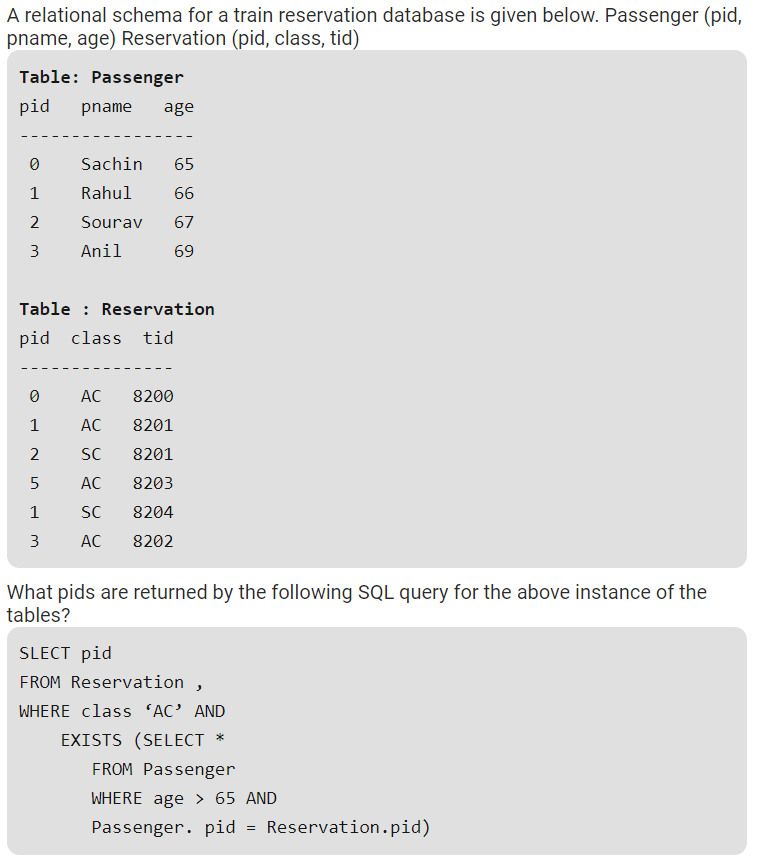 A relational schema for a train reservation database is given below. Passenger (pid,
pname, age) Reservation (pid, class, tid)
Table: Passenger
pid pname age
-----------------
0 Sachin 65
1 Rahul 66
2 Sourav 67
3 Anil 69
Table : Reservation
pid class tid
---------------
0 AC 8200
1 AC 8201
2 SC 8201
5 AC 8203
1 SC 8204
3 AC 8202
What pids are returned by the following SQL query for the above instance of the
tables?
SLECT pid
FROM Reservation ,
WHERE class ‘AC’ AND
EXISTS (SELECT *
FROM Passenger
WHERE age > 65 AND
Passenger. pid = Reservation.pid)